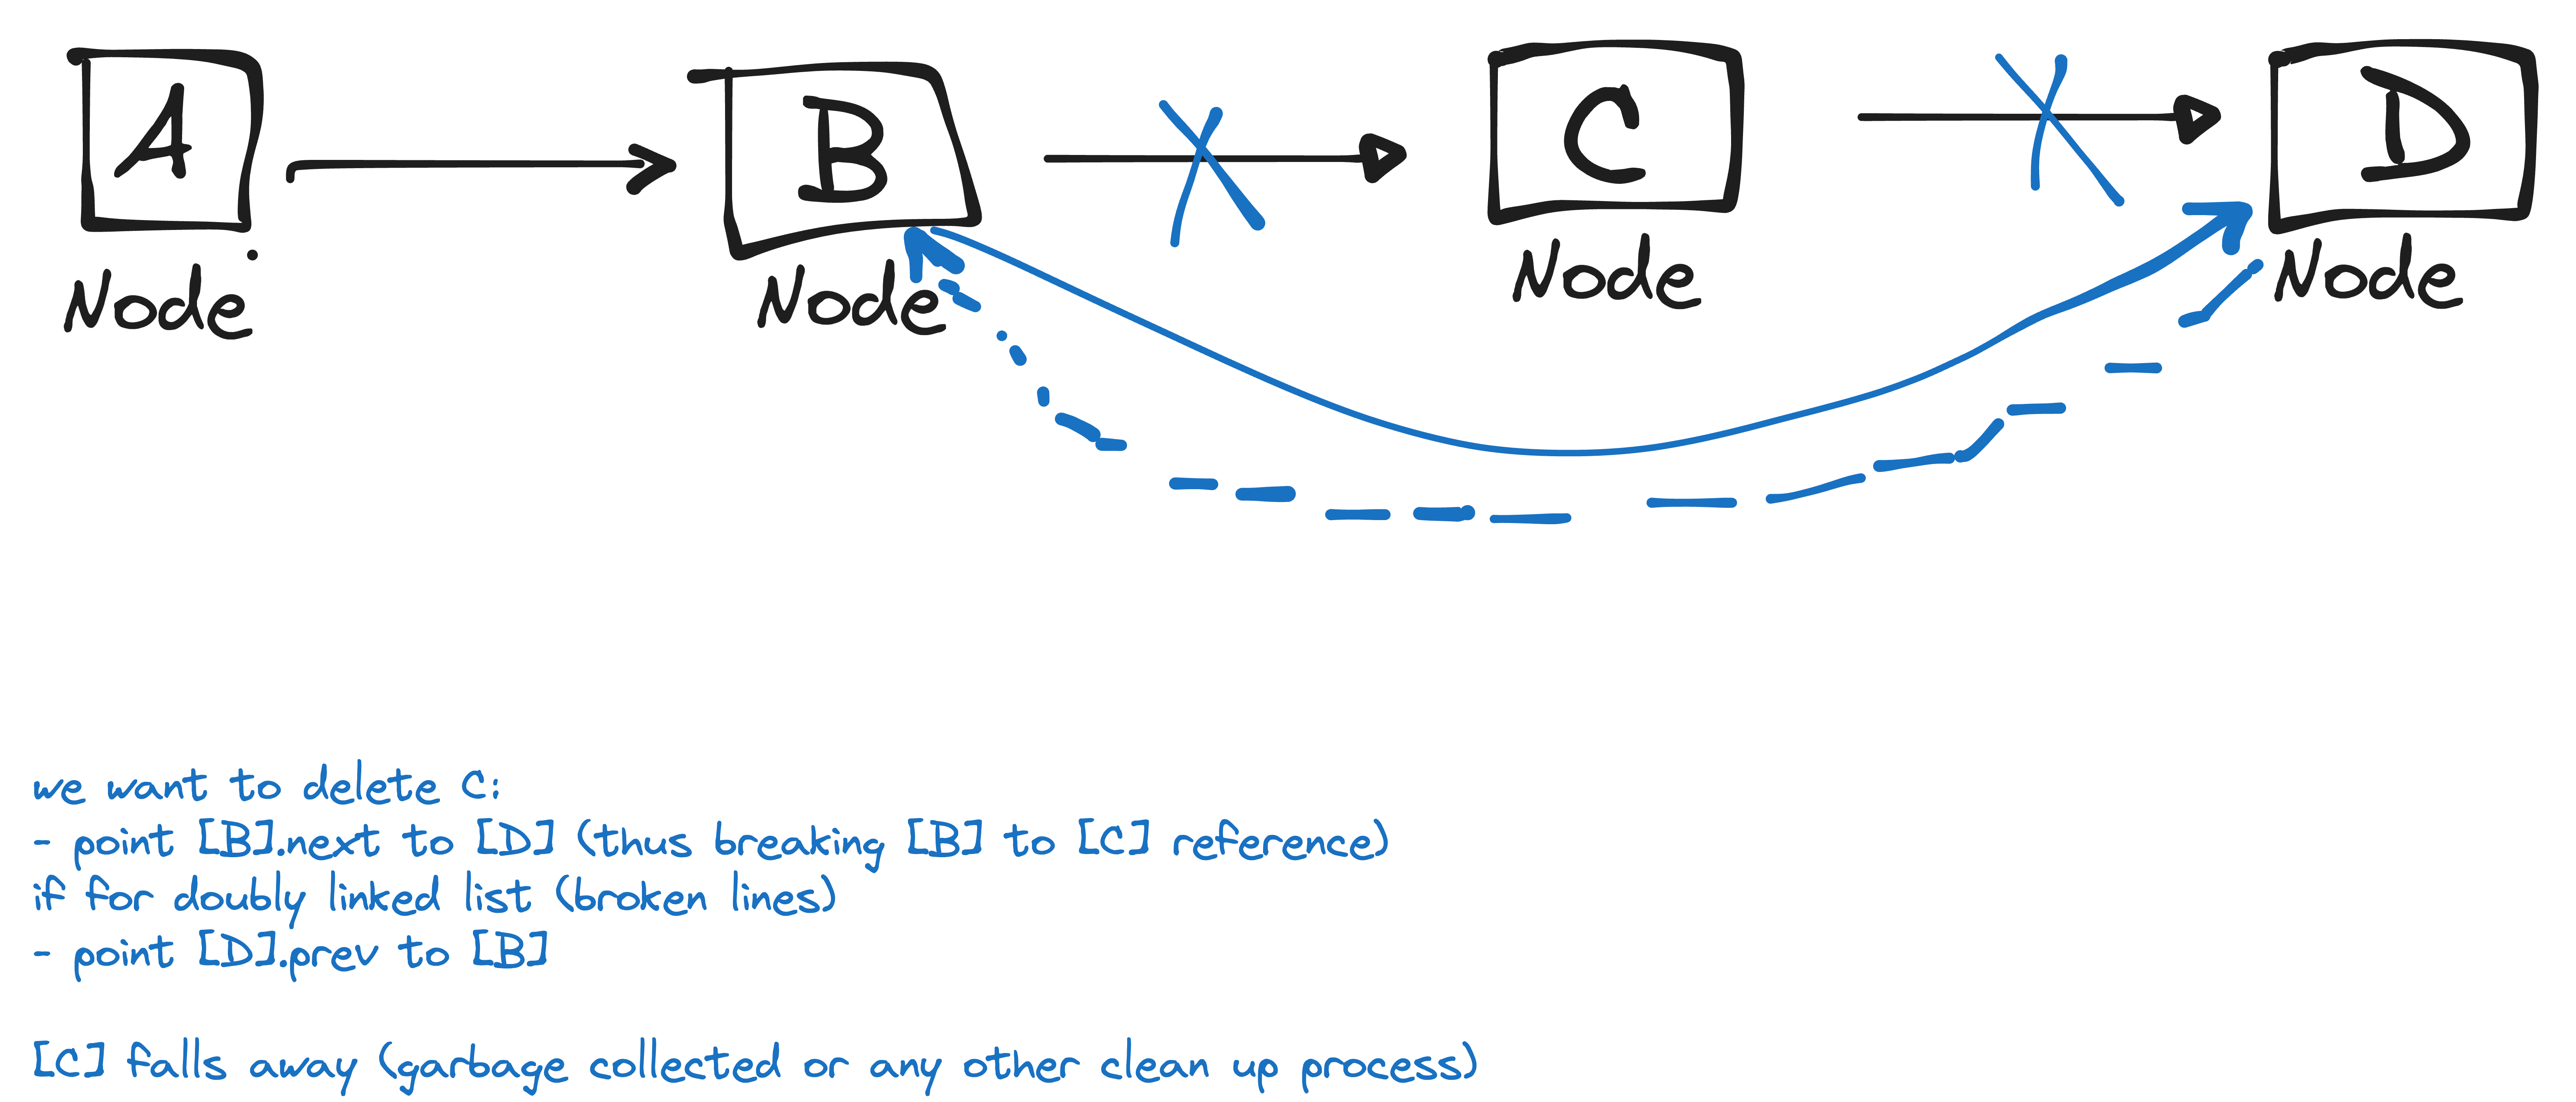 A
B
C
D
Node
Node
Node
Node
we want to delete C:
- point [B].next to [D] (thus breaking [B] to [C] reference)
if for doubly linked list (broken lines)
- point [D].prev to [B]
[C] falls away (garbage collected or any other clean up process)